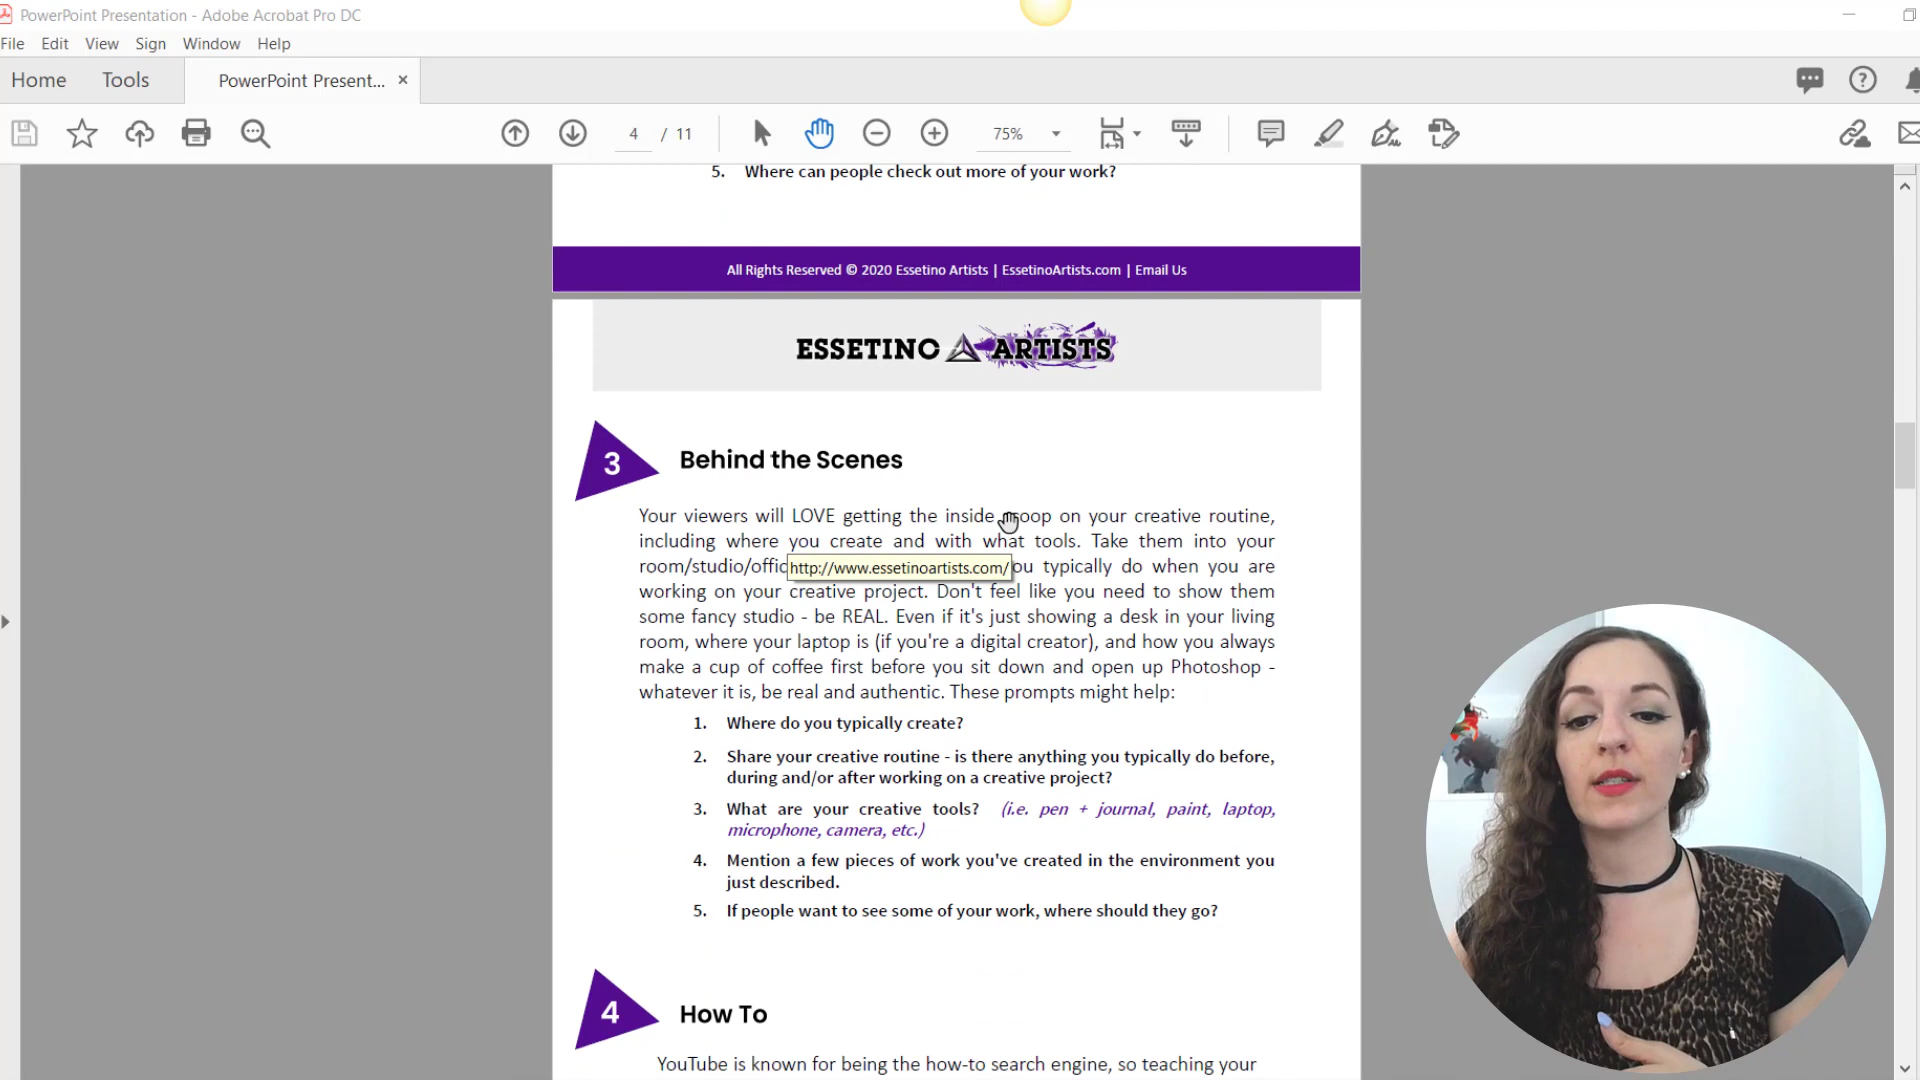 PowerPoint Presentation - Adobe Acrobat Pro DC
File Edit View Sign Window Help
Home Tools PowerPoint Present... ×
4 / 11 75%
5. Where can people check out more of your work?
All Rights Reserved © 2020 Essetino Artists | EssetinoArtists.com | Email Us
ESSETINO ARTISTS
3 Behind the Scenes
Your viewers will LOVE getting the inside scoop on your creative routine,
including where you create and with what tools. Take them into your
room/studio/offic http://www.essetinoartists.com/ ou typically do when you are
working on your creative project. Don't feel like you need to show them
some fancy studio - be REAL. Even if it's just showing a desk in your living
room, where your laptop is (if you're a digital creator), and how you always
make a cup of coffee first before you sit down and open up Photoshop -
whatever it is, be real and authentic. These prompts might help:
1. Where do you typically create?
2. Share your creative routine - is there anything you typically do before,
during and/or after working on a creative project?
3. What are your creative tools? (i.e. pen + journal, paint, laptop,
microphone, camera, etc.)
4. Mention a few pieces of work you've created in the environment you
just described.
5. If people want to see some of your work, where should they go?
4 How To
YouTube is known for being the how-to search engine, so teaching your